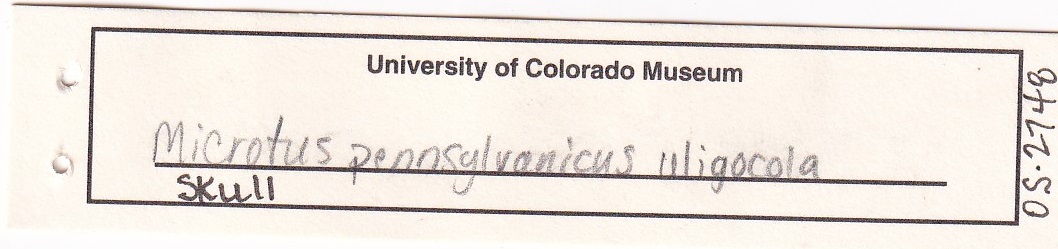 University of Colorado Museum
Microtus pennsylvanicus uligocola
Skull
OS.2748